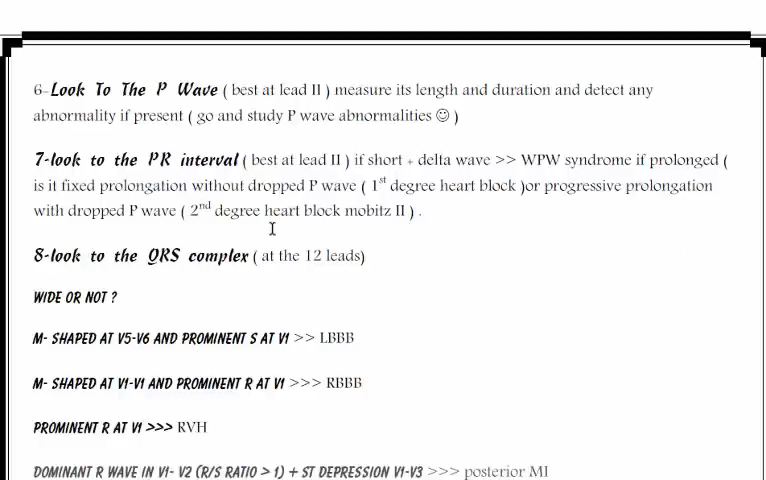 6-Look To The P Wave ( best at lead II ) measure its length and duration and detect any
abnormality if present ( go and study P wave abnormalities ☺ )
7-look to the PR interval ( best at lead II ) if short + delta wave >> WPW syndrome if prolonged (
is it fixed prolongation without dropped P wave ( 1st degree heart block )or progressive prolongation
with dropped P wave ( 2nd degree heart block mobitz II ) .
8-look to the QRS complex ( at the 12 leads)
WIDE OR NOT ?
M- SHAPED AT V5-V6 AND PROMINENT S AT V1 >> LBBB
M- SHAPED AT V1-V1 AND PROMINENT R AT V1 >>> RBBB
PROMINENT R AT V1 >>> RVH
DOMINANT R WAVE IN V1- V2 (R/S RATIO > 1) + ST DEPRESSION V1-V3 >>> posterior MI